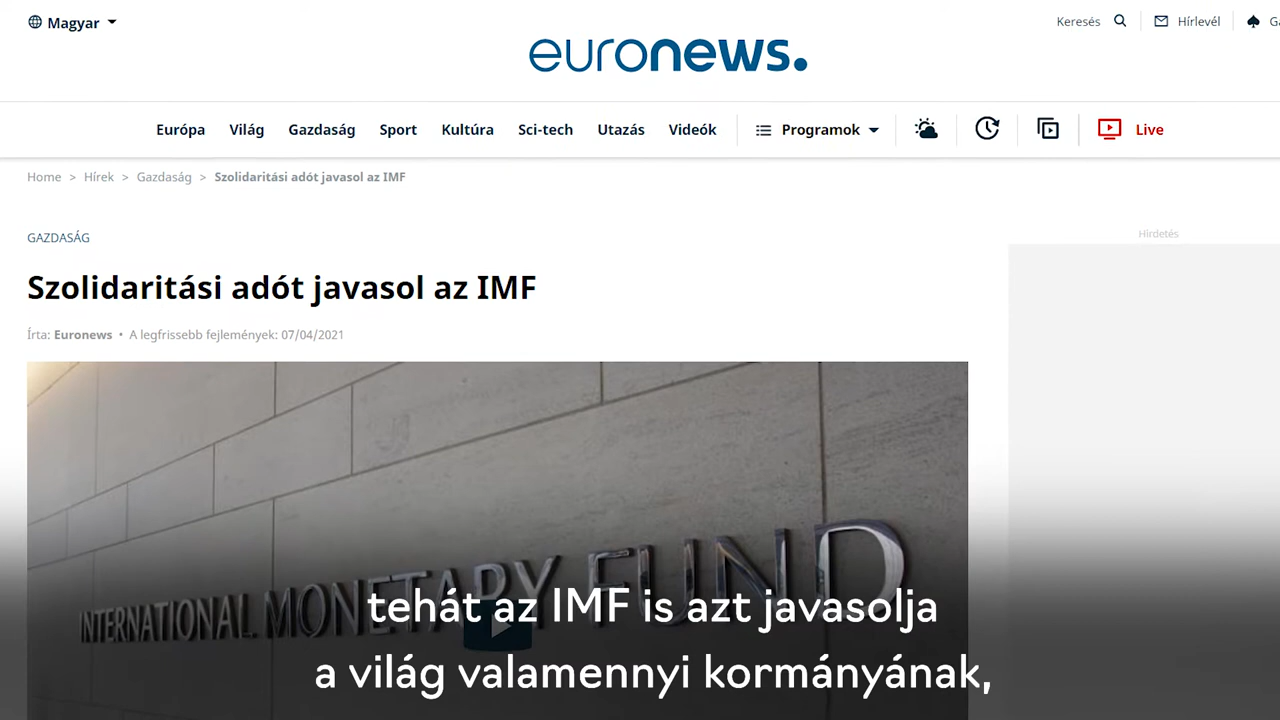 Magyar
Keresés
Hírlevél
euronews.
Európa Világ Gazdaság Sport Kultúra Sci-tech Utazás Videók Programok Live
Home > Hírek > Gazdaság > Szolidaritási adót javasol az IMF
GAZDASÁG
Hirdetés
Szolidaritási adót javasol az IMF
Írta: Euronews • A legfrissebb fejlemények: 07/04/2021
INTERNATIONAL MONETARY FUND
tehát az IMF is azt javasolja
a világ valamennyi kormányának,